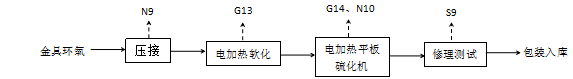 N9
G13
G14、N10
S9
金具环氧
压接
电加热软化
电加热平板
硫化机
修理测试
包装入库